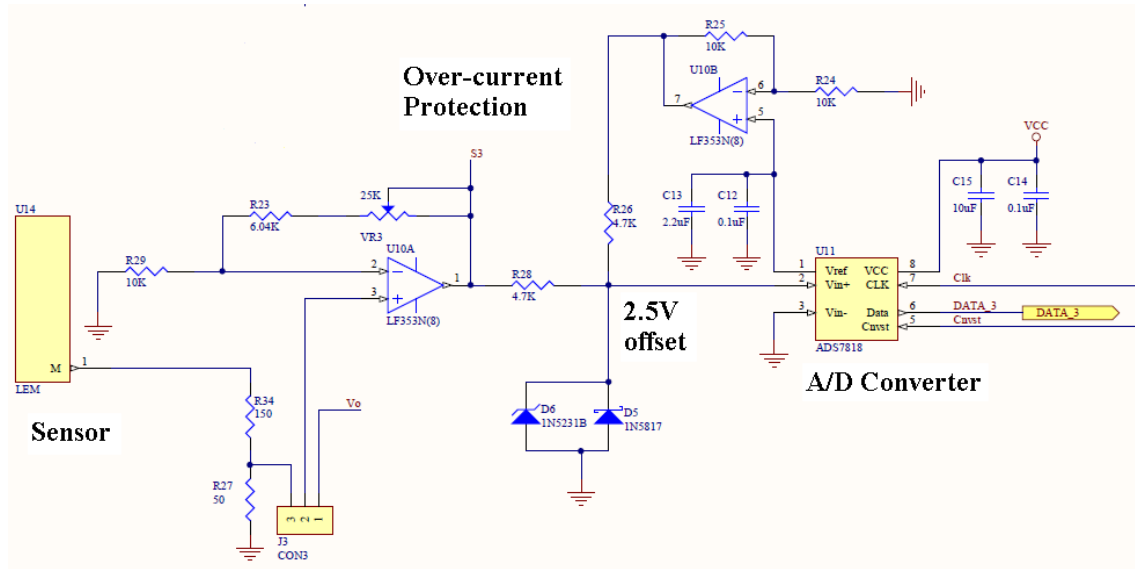 R25
10K
U10B
6
7
5
R24
10K
LF353N(8)
Over-current
Protection
VCC
S3
C13
2.2uF
C12
0.1uF
C15
10uF
C14
0.1uF
U14
R23
6.04K
25K
VR3
R26
4.7K
U10A
R29
10K
2
3
1
R28
4.7K
LF353N(8)
U11
1
Vref
VCC
8
2
Vin+
CLK
7
Clk
3
Vin-
Data
6
DATA_3
DATA_3
Cnvst
5
Cnvst
ADS7818
2.5V
offset
A/D Converter
M
1
LEM
Sensor
R34
150
Vo
D6
1N5231B
D5
1N5817
R27
50
3
2
1
J3
CON3